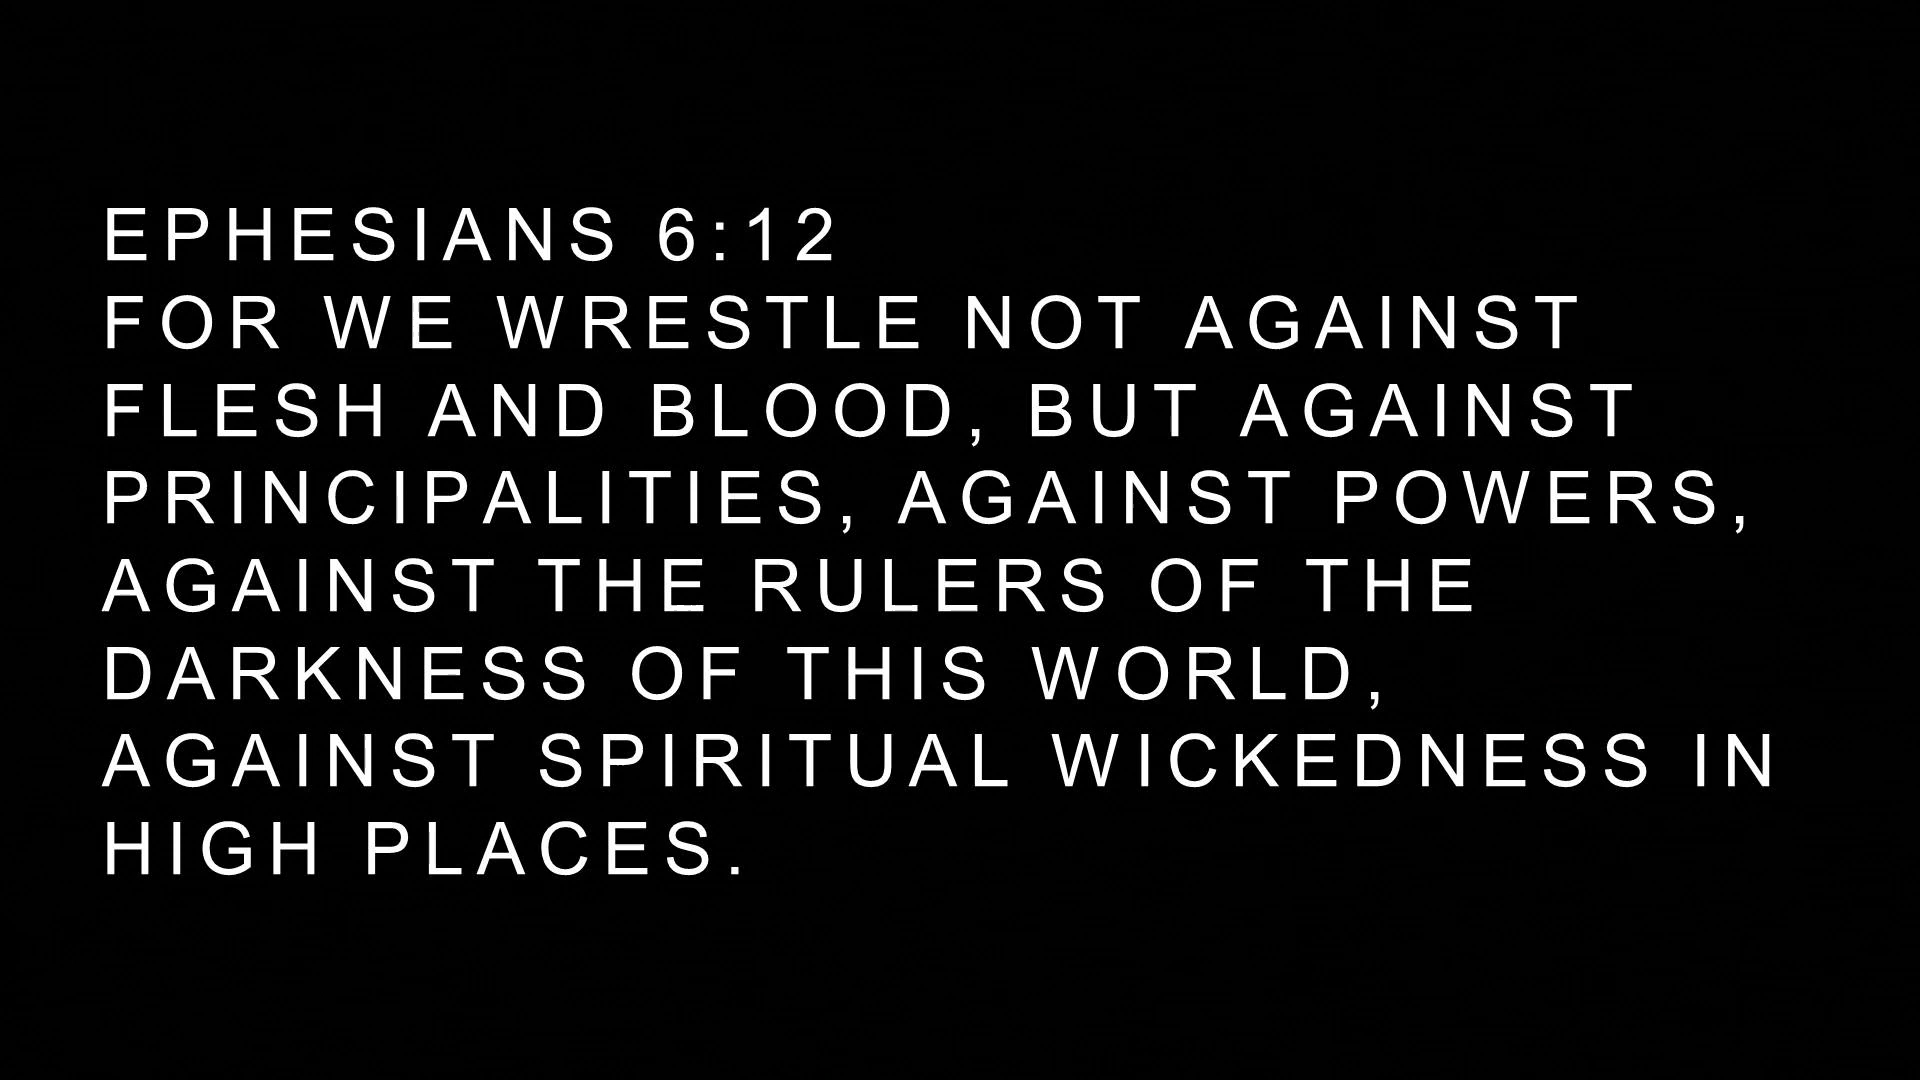 EPHESIANS 6:12
FOR WE WRESTLE NOT AGAINST
FLESH AND BLOOD, BUT AGAINST
PRINCIPALITIES, AGAINST POWERS,
AGAINST THE RULERS OF THE
DARKNESS OF THIS WORLD,
AGAINST SPIRITUAL WICKEDNESS IN
HIGH PLACES.